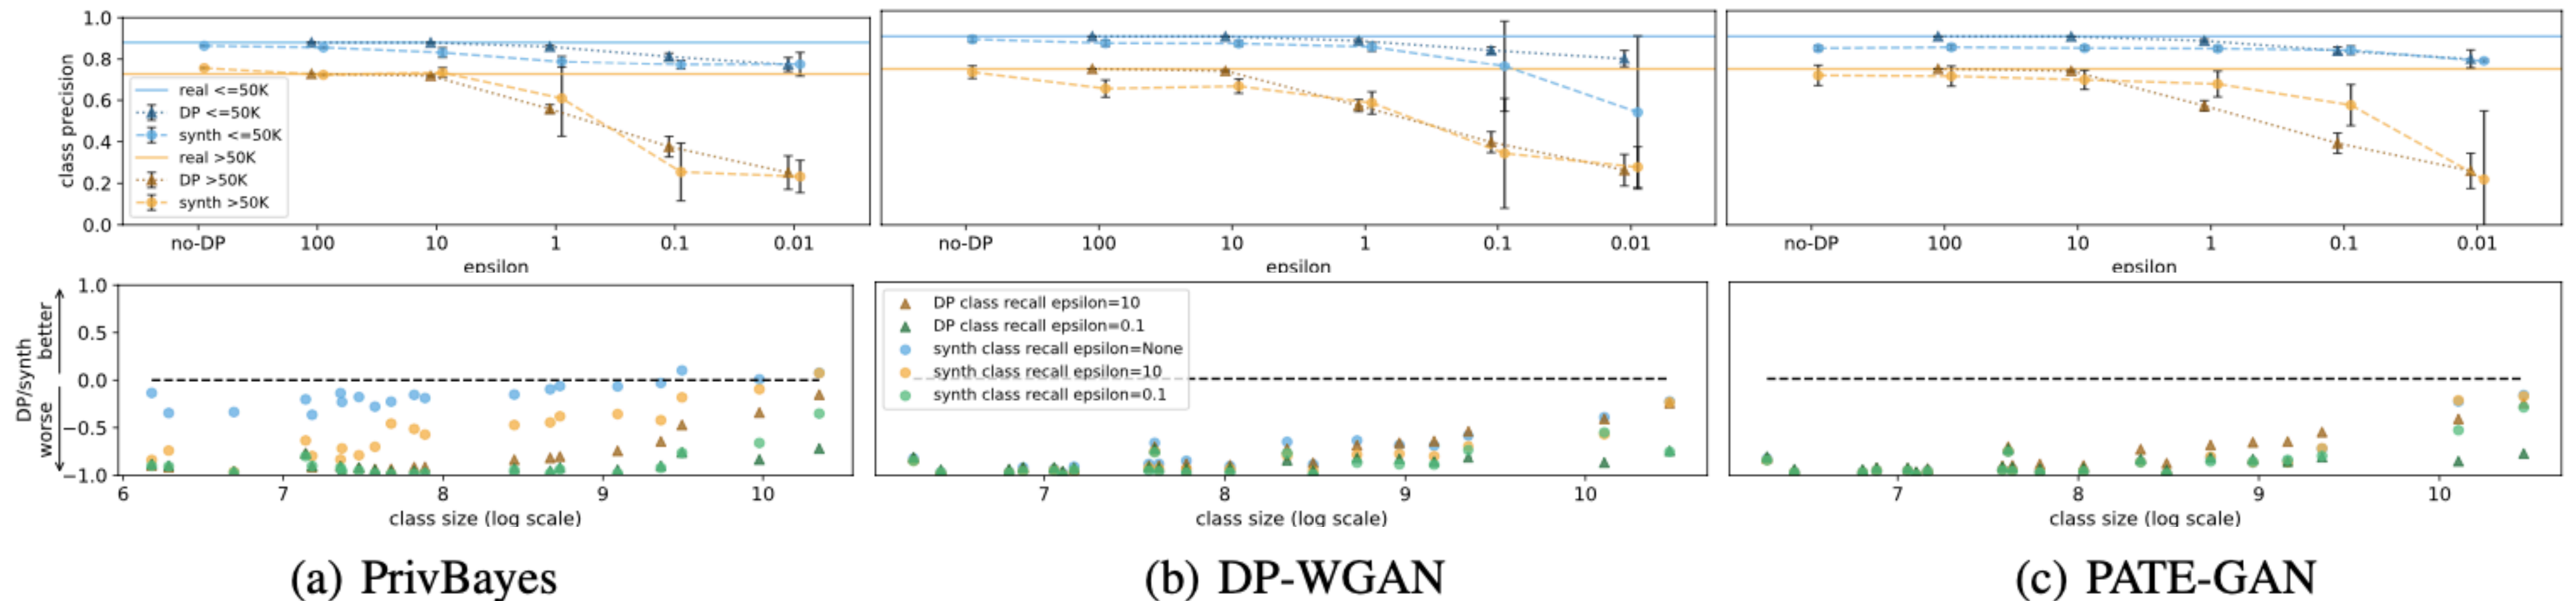 class precision
1.0
0.8
0.6
0.4
0.2
0.0
real <=50K
DP <=50K
synth <=50K
real >50K
DP >50K
synth >50K
no-DP 100 10 1 0.1 0.01
epsilon
no-DP 100 10 1 0.1 0.01
epsilon
no-DP 100 10 1 0.1 0.01
epsilon
DP/synth
worse better
1.0
0.5
0.0
−0.5
−1.0
6 7 8 9 10
class size (log scale)
DP class recall epsilon=10
DP class recall epsilon=0.1
synth class recall epsilon=None
synth class recall epsilon=10
synth class recall epsilon=0.1
7 8 9 10
class size (log scale)
7 8 9 10
class size (log scale)
(a) PrivBayes
(b) DP-WGAN
(c) PATE-GAN